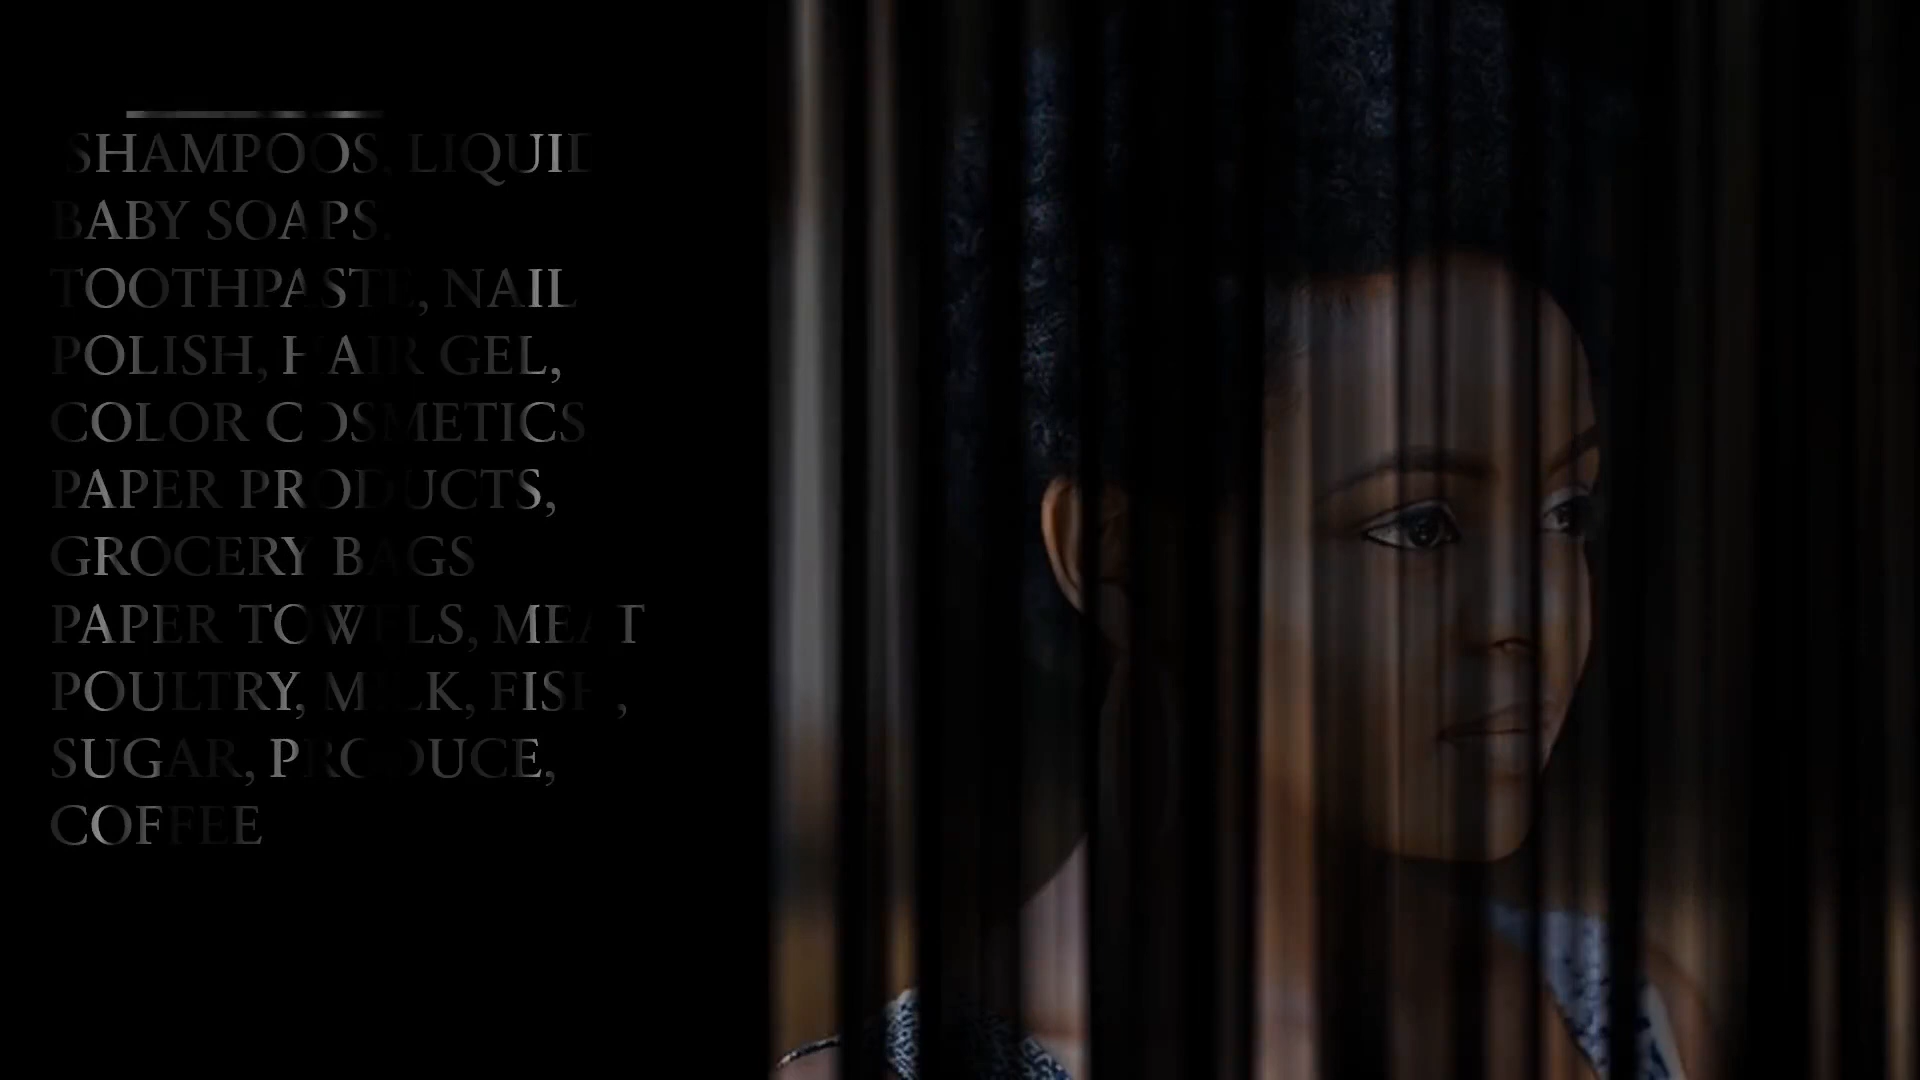 SHAMPOOS, LIQUID
BABY SOAPS.
TOOTHPASTE, NAIL
POLISH, HAIR GEL,
COLOR COSMETICS
PAPER PRODUCTS,
GROCERY BAGS
PAPER TOWELS, MEAT
POULTRY, MILK, FISH,
SUGAR, PRODUCE,
COFFEE